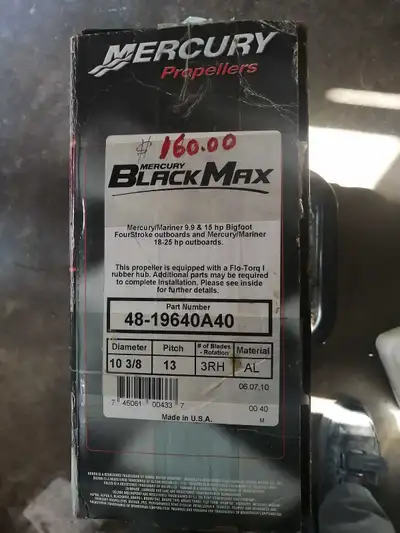 MERCURY
Propellers
$ 160.00
MERCURY
BLACKMAX
Mercury/Mariner 9.9 & 15 hp Bigfoot
FourStroke outboards and Mercury/Mariner
18-25 hp outboards.
This propeller is equipped with a Flo-Torq I
rubber hub. Additional parts may be required
to complete installation. Please see inside
for further details.
Part Number
48-19640A40
Diameter Pitch # of Blades - Rotation Material
10 3/8 13 3RH AL
06.07.10
7 45061 00433 7
00 40
Made in U.S.A.
M